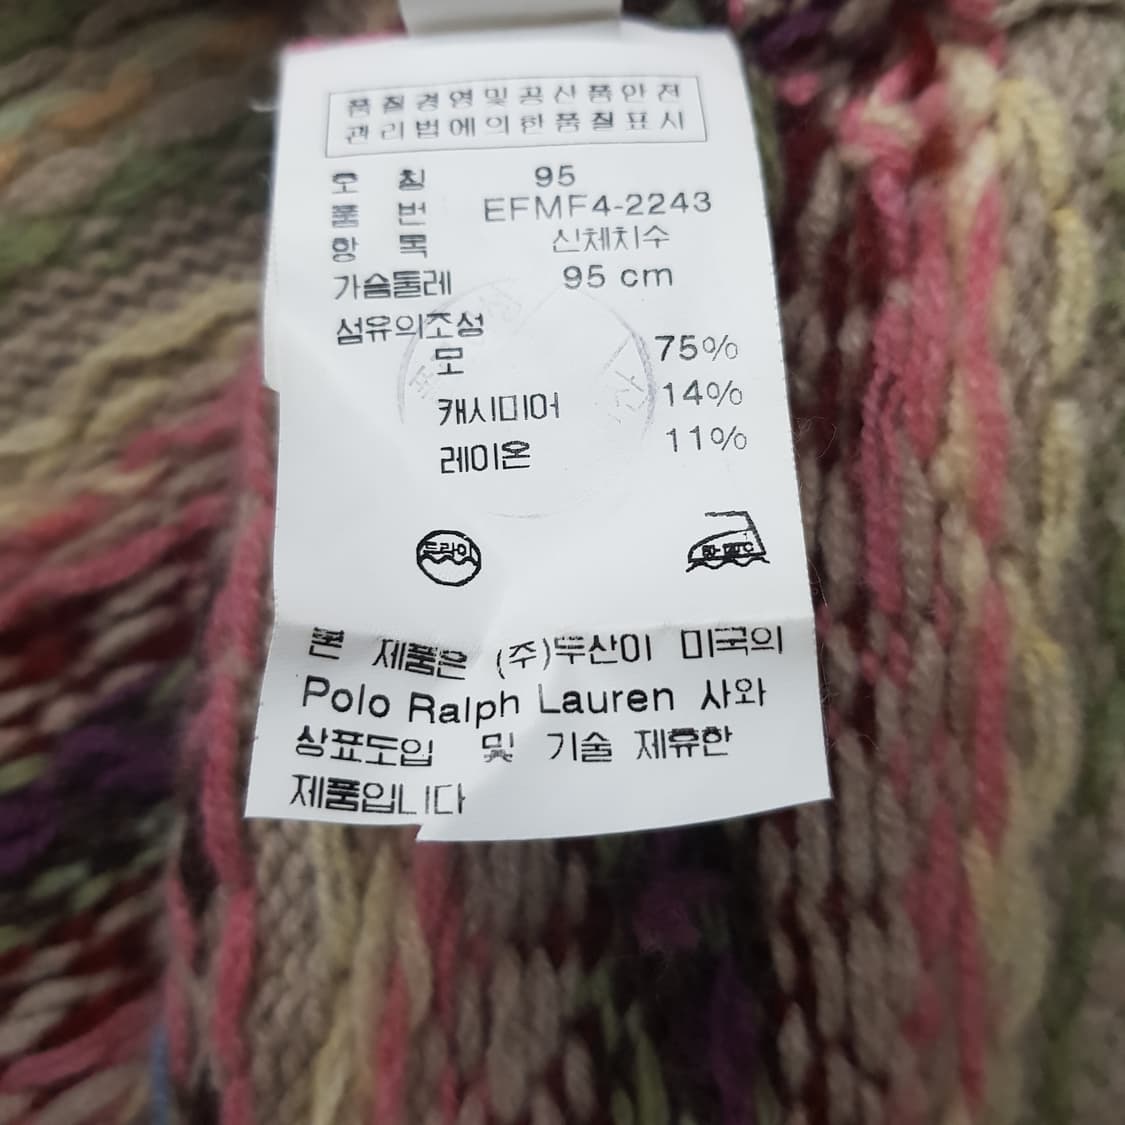 품질경영및공산품안전
관리법에의한품질표시
호 칭 95
품 번 EFMF4-2243
항 목 신체치수
가슴둘레 95 cm
섬유의조성
모 75%
캐시미어 14%
레이온 11%
드라이
본 제품은 (주)두산이 미국의
Polo Ralph Lauren 사와
상표도입 및 기술 제휴한
제품입니다